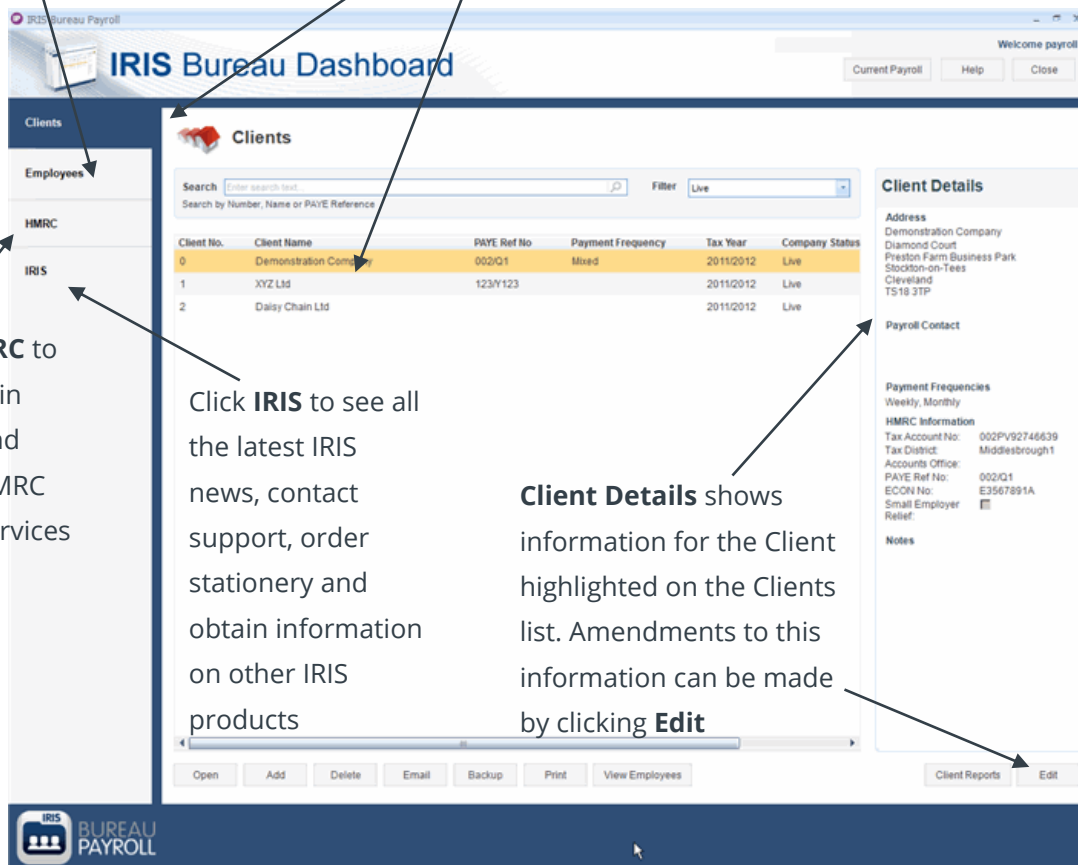 IRIS Bureau Payroll
IRIS Bureau Dashboard
Welcome payroll
Current Payroll Help Close
Clients
Employees
HMRC
IRIS
RC to
in
nd
MRC
rvices
Clients
Search Enter search text... Filter Live
Search by Number, Name or PAYE Reference
Client No. Client Name PAYE Ref No Payment Frequency Tax Year Company Status
0 Demonstration Company 002/Q1 Mixed 2011/2012 Live
1 XYZ Ltd 123/Y123 2011/2012 Live
2 Daisy Chain Ltd 2011/2012 Live
Click IRIS to see all
the latest IRIS
news, contact
support, order
stationery and
obtain information
on other IRIS
products
Client Details shows
information for the Client
highlighted on the Clients
list. Amendments to this
information can be made
by clicking Edit
Client Details
Address
Demonstration Company
Diamond Court
Preston Farm Business Park
Stockton-on-Tees
Cleveland
TS18 3TP
Payroll Contact
Payment Frequencies
Weekly, Monthly
HMRC Information
Tax Account No: 002PV92746639
Tax District: Middlesbrough1
Accounts Office:
PAYE Ref No: 002/Q1
ECON No: E3567891A
Small Employer
Relief:
Notes
Open Add Delete Email Backup Print View Employees
Client Reports Edit
IRIS
BUREAU
PAYROLL